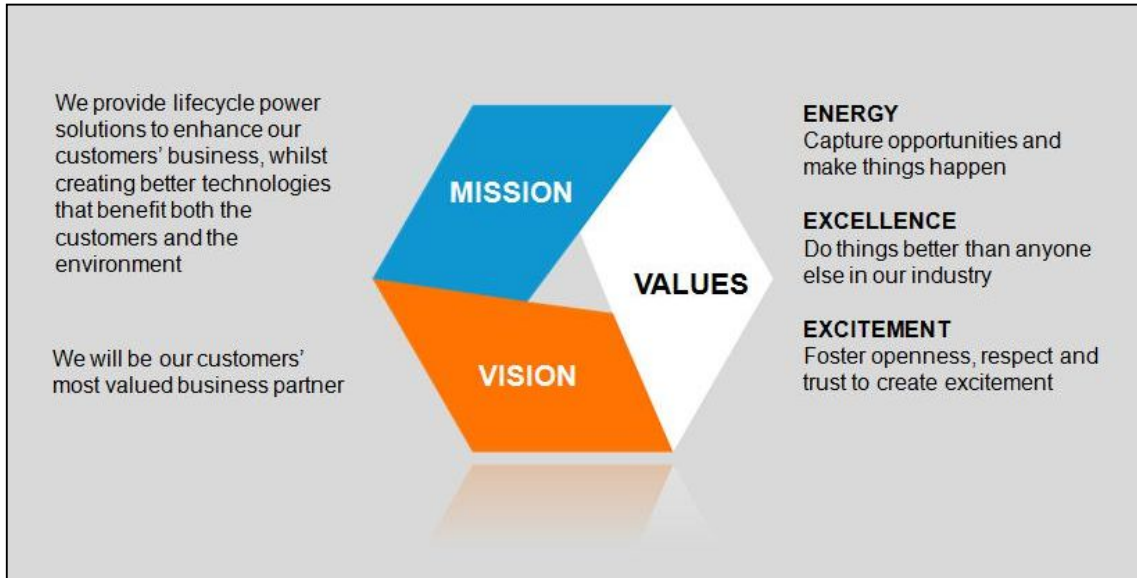 We provide lifecycle power
solutions to enhance our
customers' business, whilst
creating better technologies
that benefit both the
customers and the
environment
MISSION
We will be our customers'
most valued business partner
VISION
VALUES
ENERGY
Capture opportunities and
make things happen
EXCELLENCE
Do things better than anyone
else in our industry
EXCITEMENT
Foster openness, respect and
trust to create excitement